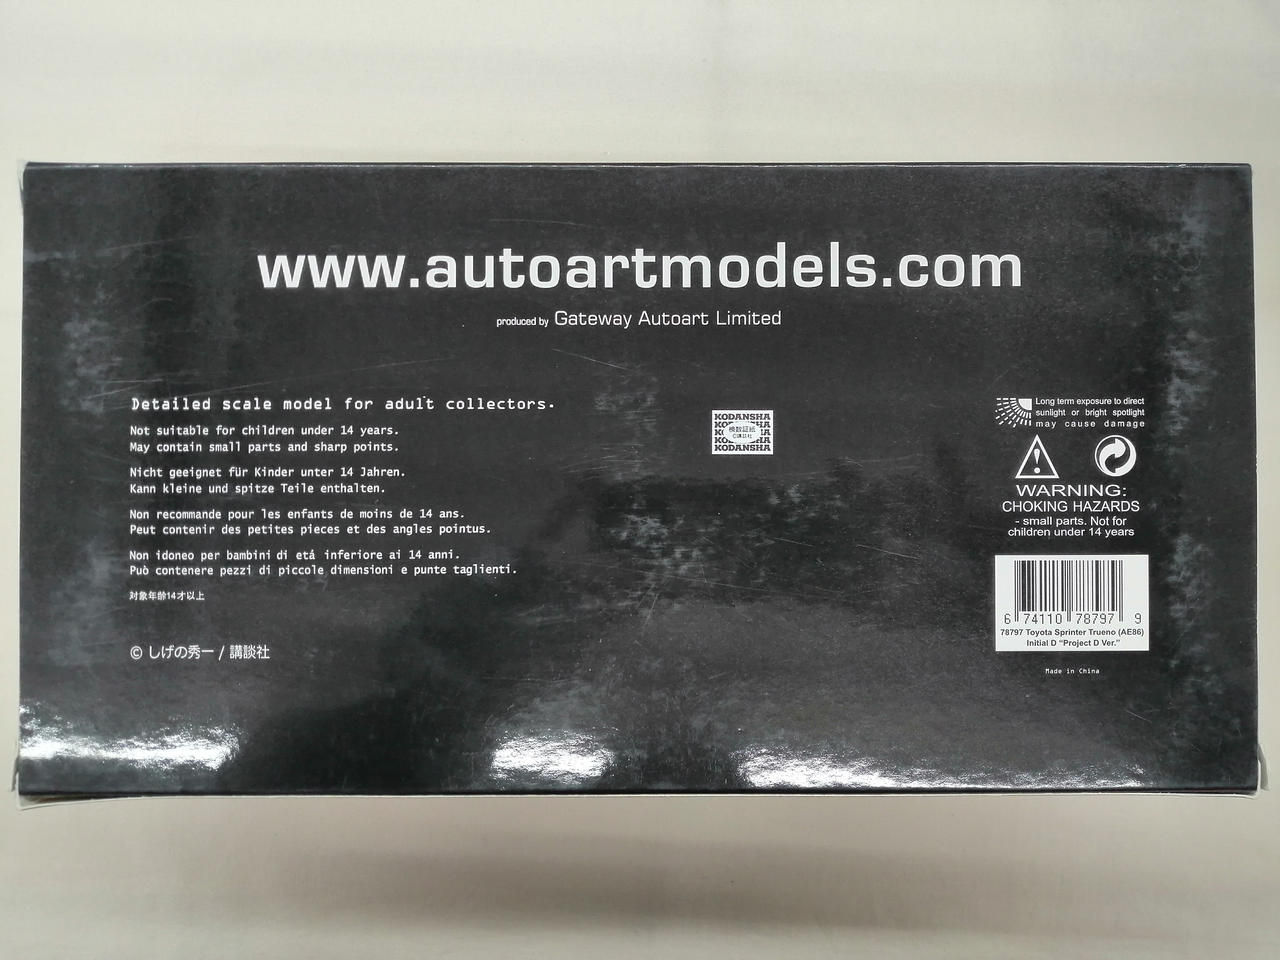 www.autoartmodels.com
produced by Gateway Autoart Limited
Detailed scale model for adult collectors.
Not suitable for children under 14 years.
May contain small parts and sharp points.
Nicht geeignet für Kinder unter 14 Jahren.
Kann kleine und spitze Teile enthalten.
Non recommande pour les enfants de moins de 14 ans.
Peut contenir des petites pieces et des angles pointus.
Non idoneo per bambini di etá inferiore ai 14 anni.
Può contenere pezzi di piccole dimensioni e punte taglienti.
対象年齢14才以上
© しげの秀一 / 講談社
KODANSHA
検数証紙
©講談社
KODANSHA
Long term exposure to direct
sunlight or bright spotlight
may cause damage
WARNING:
CHOKING HAZARDS
- small parts. Not for
children under 14 years
6 74110 78797 9
78797 Toyota Sprinter Trueno (AE86)
Initial D “Project D Ver.”
Made in China